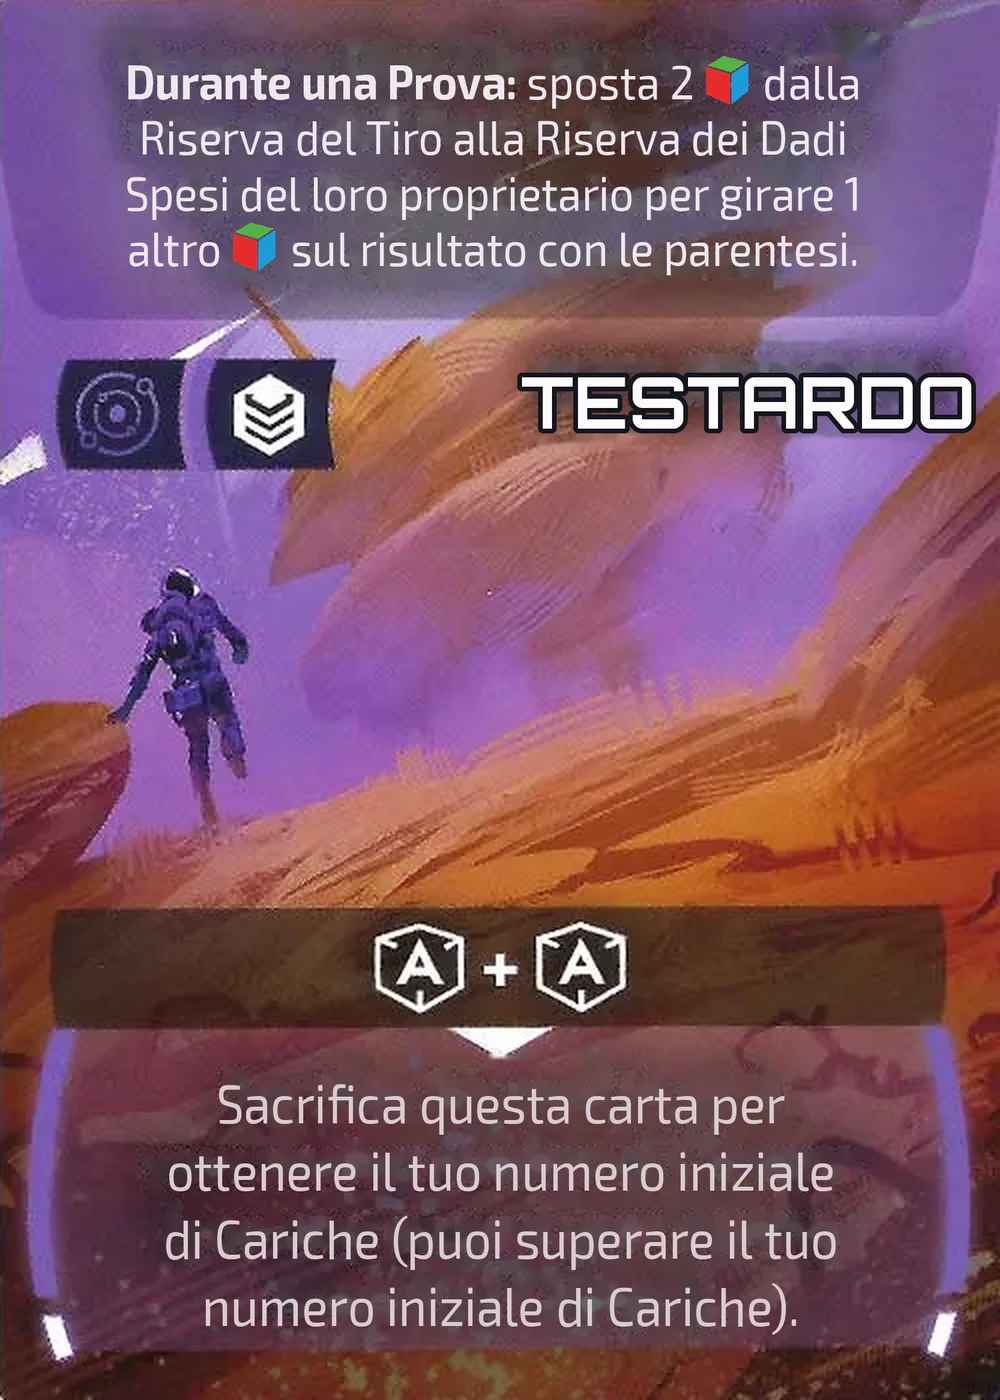 Durante una Prova: sposta 2 dalla
Riserva del Tiro alla Riserva dei Dadi
Spesi del loro proprietario per girare 1
altro sul risultato con le parentesi.
TESTARDO
A + A
Sacrifica questa carta per
ottenere il tuo numero iniziale
di Cariche (puoi superare il tuo
numero iniziale di Cariche).